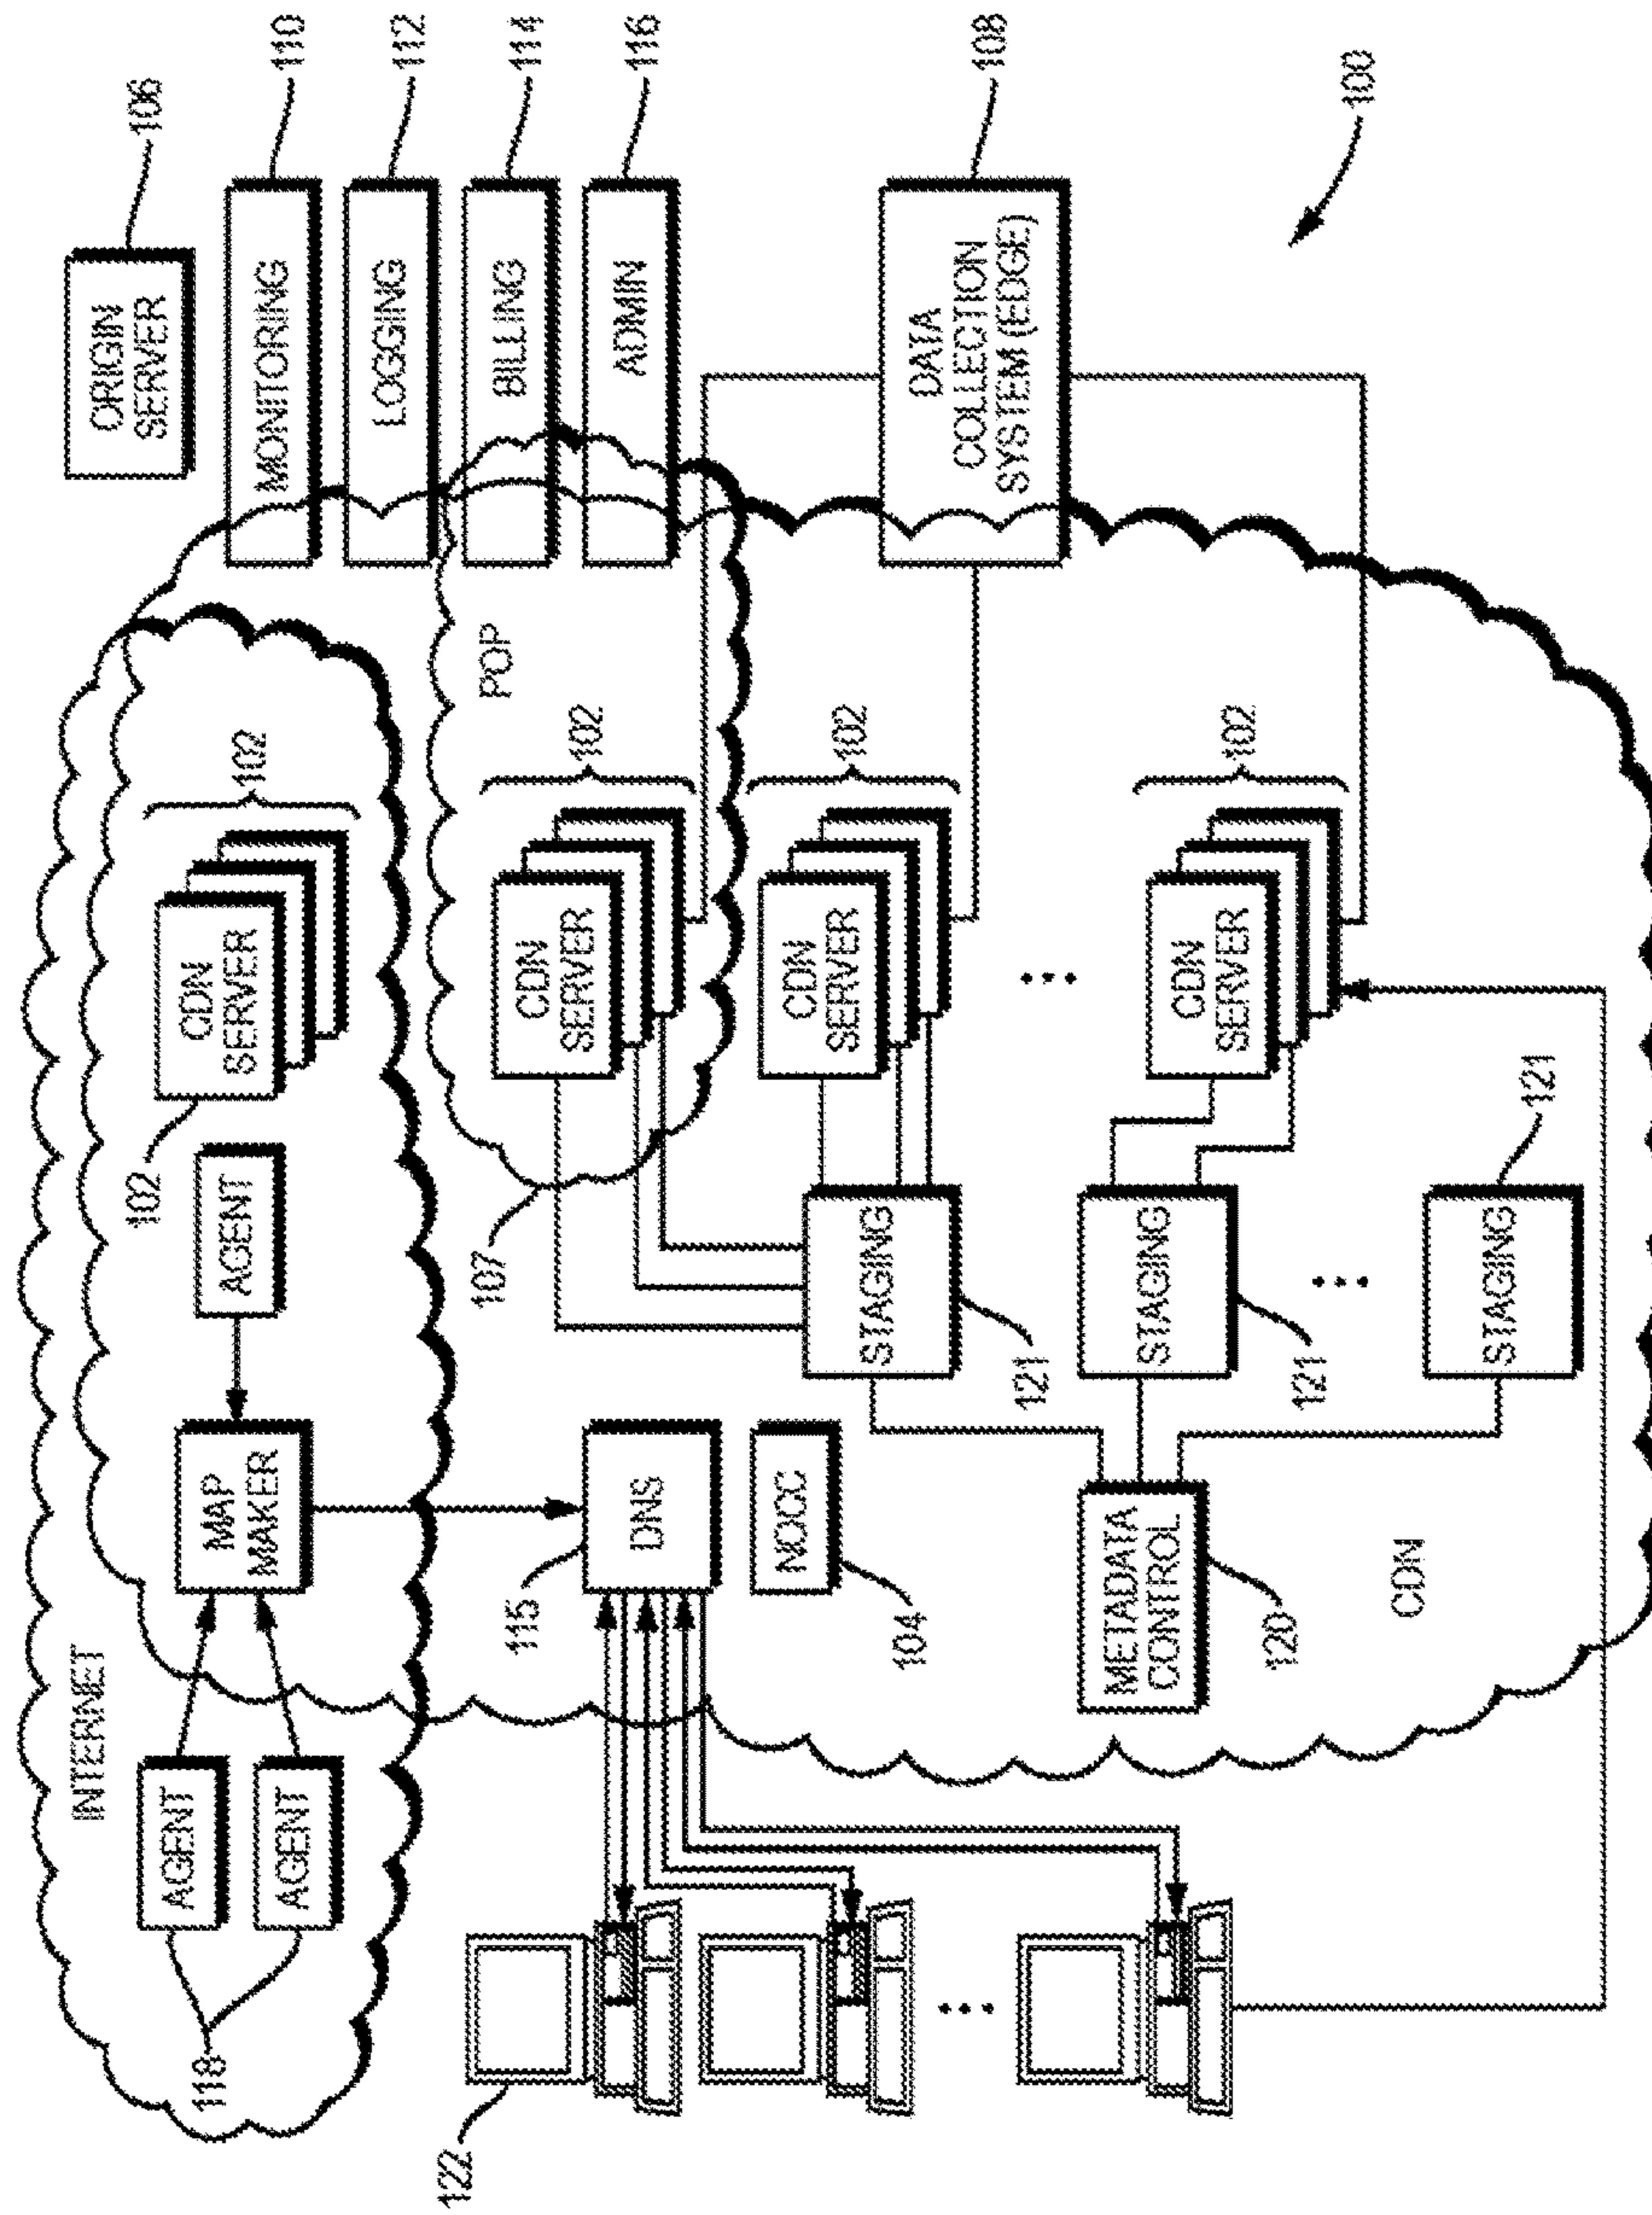 INTERNET
118
AGENT
AGENT
MAP
MAKER
AGENT
102
CDN
SERVER
102
ORIGIN
SERVER
106
MONITORING
110
LOGGING
112
BILLING
114
ADMIN
116
122
115
DNS
NOCC
104
107
POP
CDN
SERVER
102
CDN
SERVER
102
STAGING
121
DATA
COLLECTION
SYSTEM (EDGE)
108
METADATA
CONTROL
120
STAGING
121
CDN
SERVER
102
CDN
STAGING
121
100